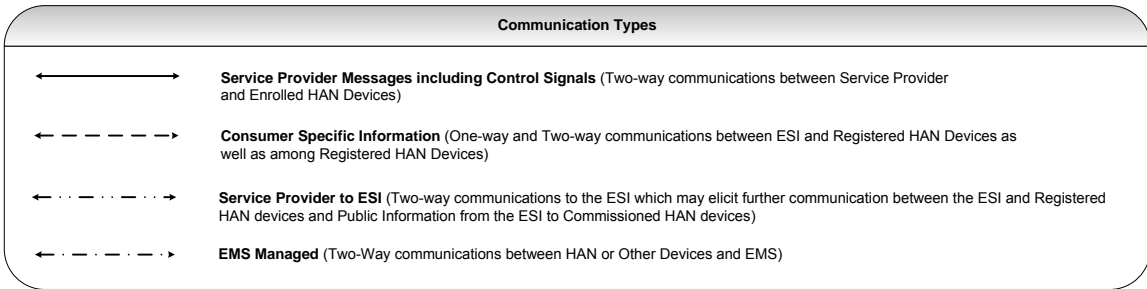 Communication Types
Service Provider Messages including Control Signals (Two-way communications between Service Provider
and Enrolled HAN Devices)
Consumer Specific Information (One-way and Two-way communications between ESI and Registered HAN Devices as
well as among Registered HAN Devices)
Service Provider to ESI (Two-way communications to the ESI which may elicit further communication between the ESI and Registered
HAN devices and Public Information from the ESI to Commissioned HAN devices)
EMS Managed (Two-Way communications between HAN or Other Devices and EMS)